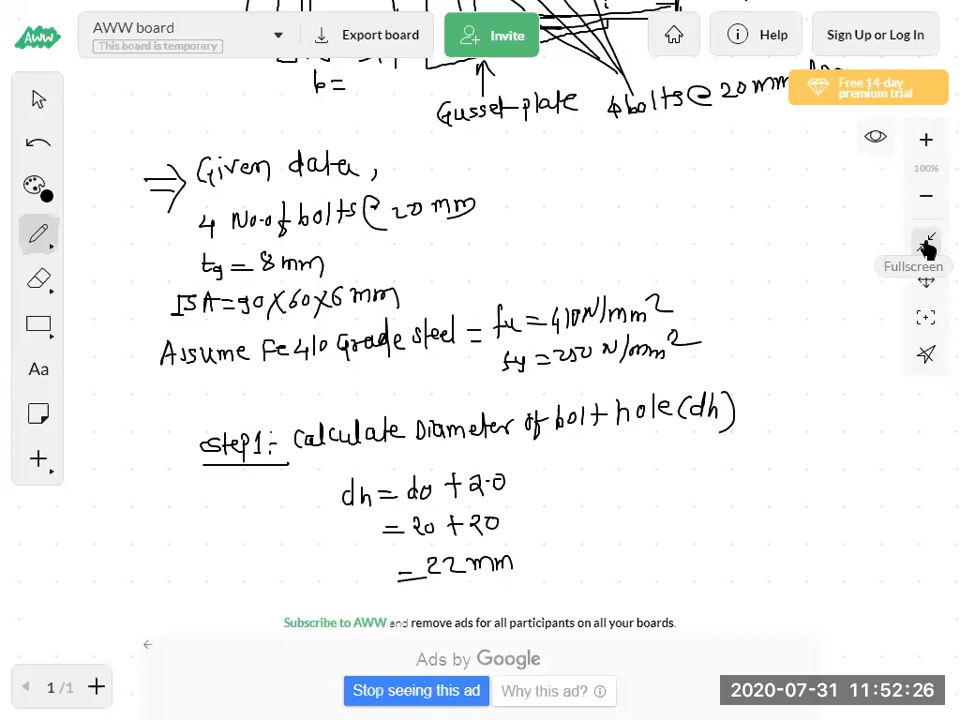 AWW
AWW board
This board is temporary
Export board
Invite
Help
Sign Up or Log In
Free 14-day
premium trial
b =
Gusset plate 4 bolts @ 20 mm
100%
Fullscreen
⇒ Given data,
4 No. of bolts @ 20 mm
tg = 8 mm
ISA = 90 X 60 X 6 mm
Assume Fe 410 Grade steel = fu = 410 N/mm2
fy = 250 N/mm2
Step 1:- Calculate Diameter of bolt hole (dh)
dh = do + 2.0
= 20 + 20
= 22 mm
Aa
Subscribe to AWW and remove ads for all participants on all your boards.
Ads by Google
Stop seeing this ad
Why this ad?
1 /1
2020-07-31 11:52:26